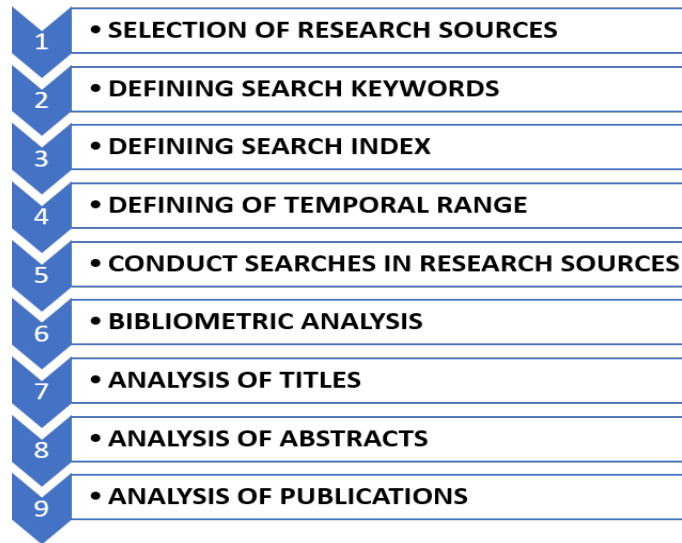 1 • SELECTION OF RESEARCH SOURCES
2 • DEFINING SEARCH KEYWORDS
3 • DEFINING SEARCH INDEX
4 • DEFINING OF TEMPORAL RANGE
5 • CONDUCT SEARCHES IN RESEARCH SOURCES
6 • BIBLIOMETRIC ANALYSIS
7 • ANALYSIS OF TITLES
8 • ANALYSIS OF ABSTRACTS
9 • ANALYSIS OF PUBLICATIONS